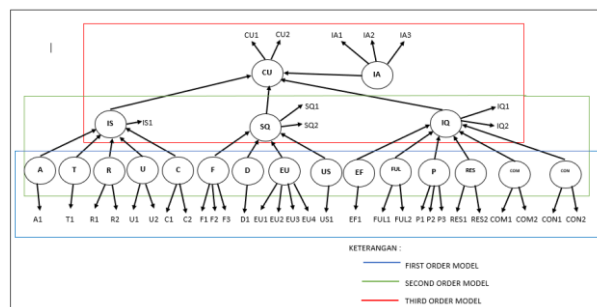 CU1 CU2 IA1 IA2 IA3
CU IA
IS IS1 SQ SQ1 SQ2 IQ IQ1 IQ2
A T R U C F D EU US EF FUL P RES COM CON
A1 T1 R1 R2 U1 U2 C1 C2 F1 F2 F3 D1 EU1 EU2 EU3 EU4 US1 EF1 FUL1 FUL2 P1 P2 P3 RES1 RES2 COM1 COM2 CON1 CON2
KETERANGAN :
FIRST ORDER MODEL
SECOND ORDER MODEL
THIRD ORDER MODEL